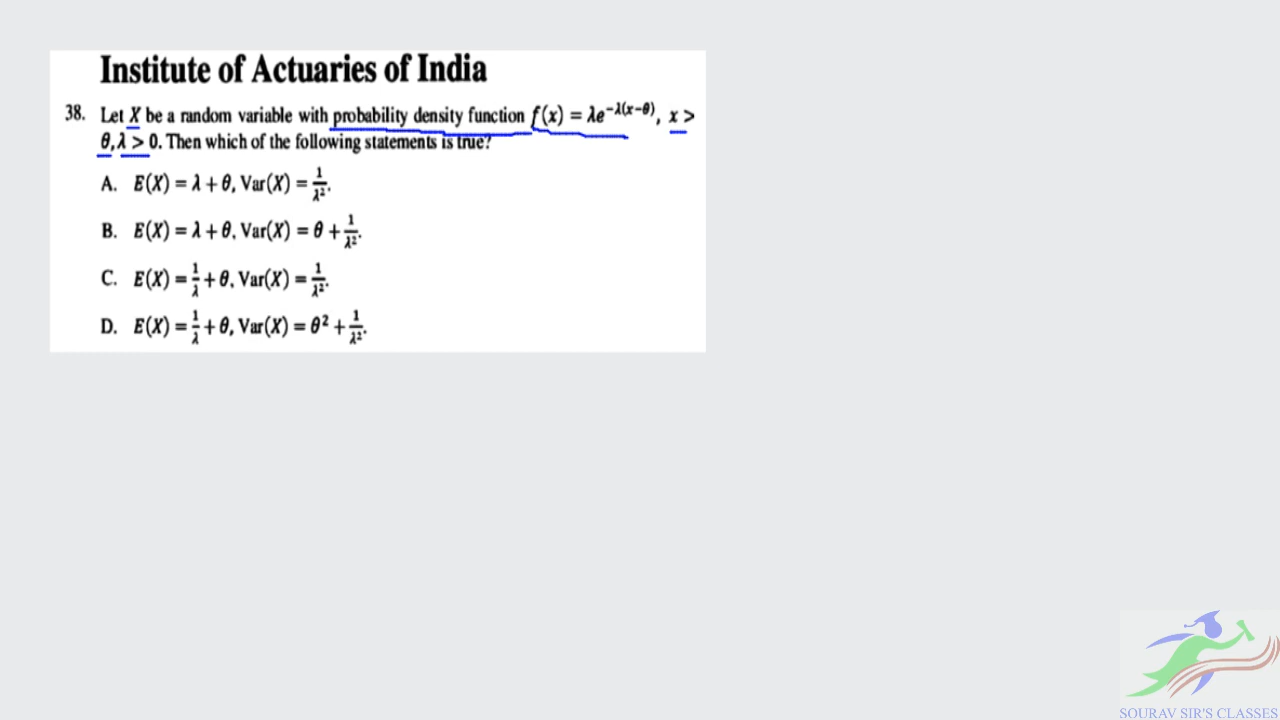 Institute of Actuaries of India
38. Let X be a random variable with probability density function f(x) = λe^{-λ(x-θ)}, x >
θ, λ > 0. Then which of the following statements is true?
A. E(X) = λ + θ, Var(X) = 1/λ².
B. E(X) = λ + θ, Var(X) = θ + 1/λ².
C. E(X) = 1/λ + θ, Var(X) = 1/λ².
D. E(X) = 1/λ + θ, Var(X) = θ² + 1/λ².
SOURAV SIR'S CLASSES